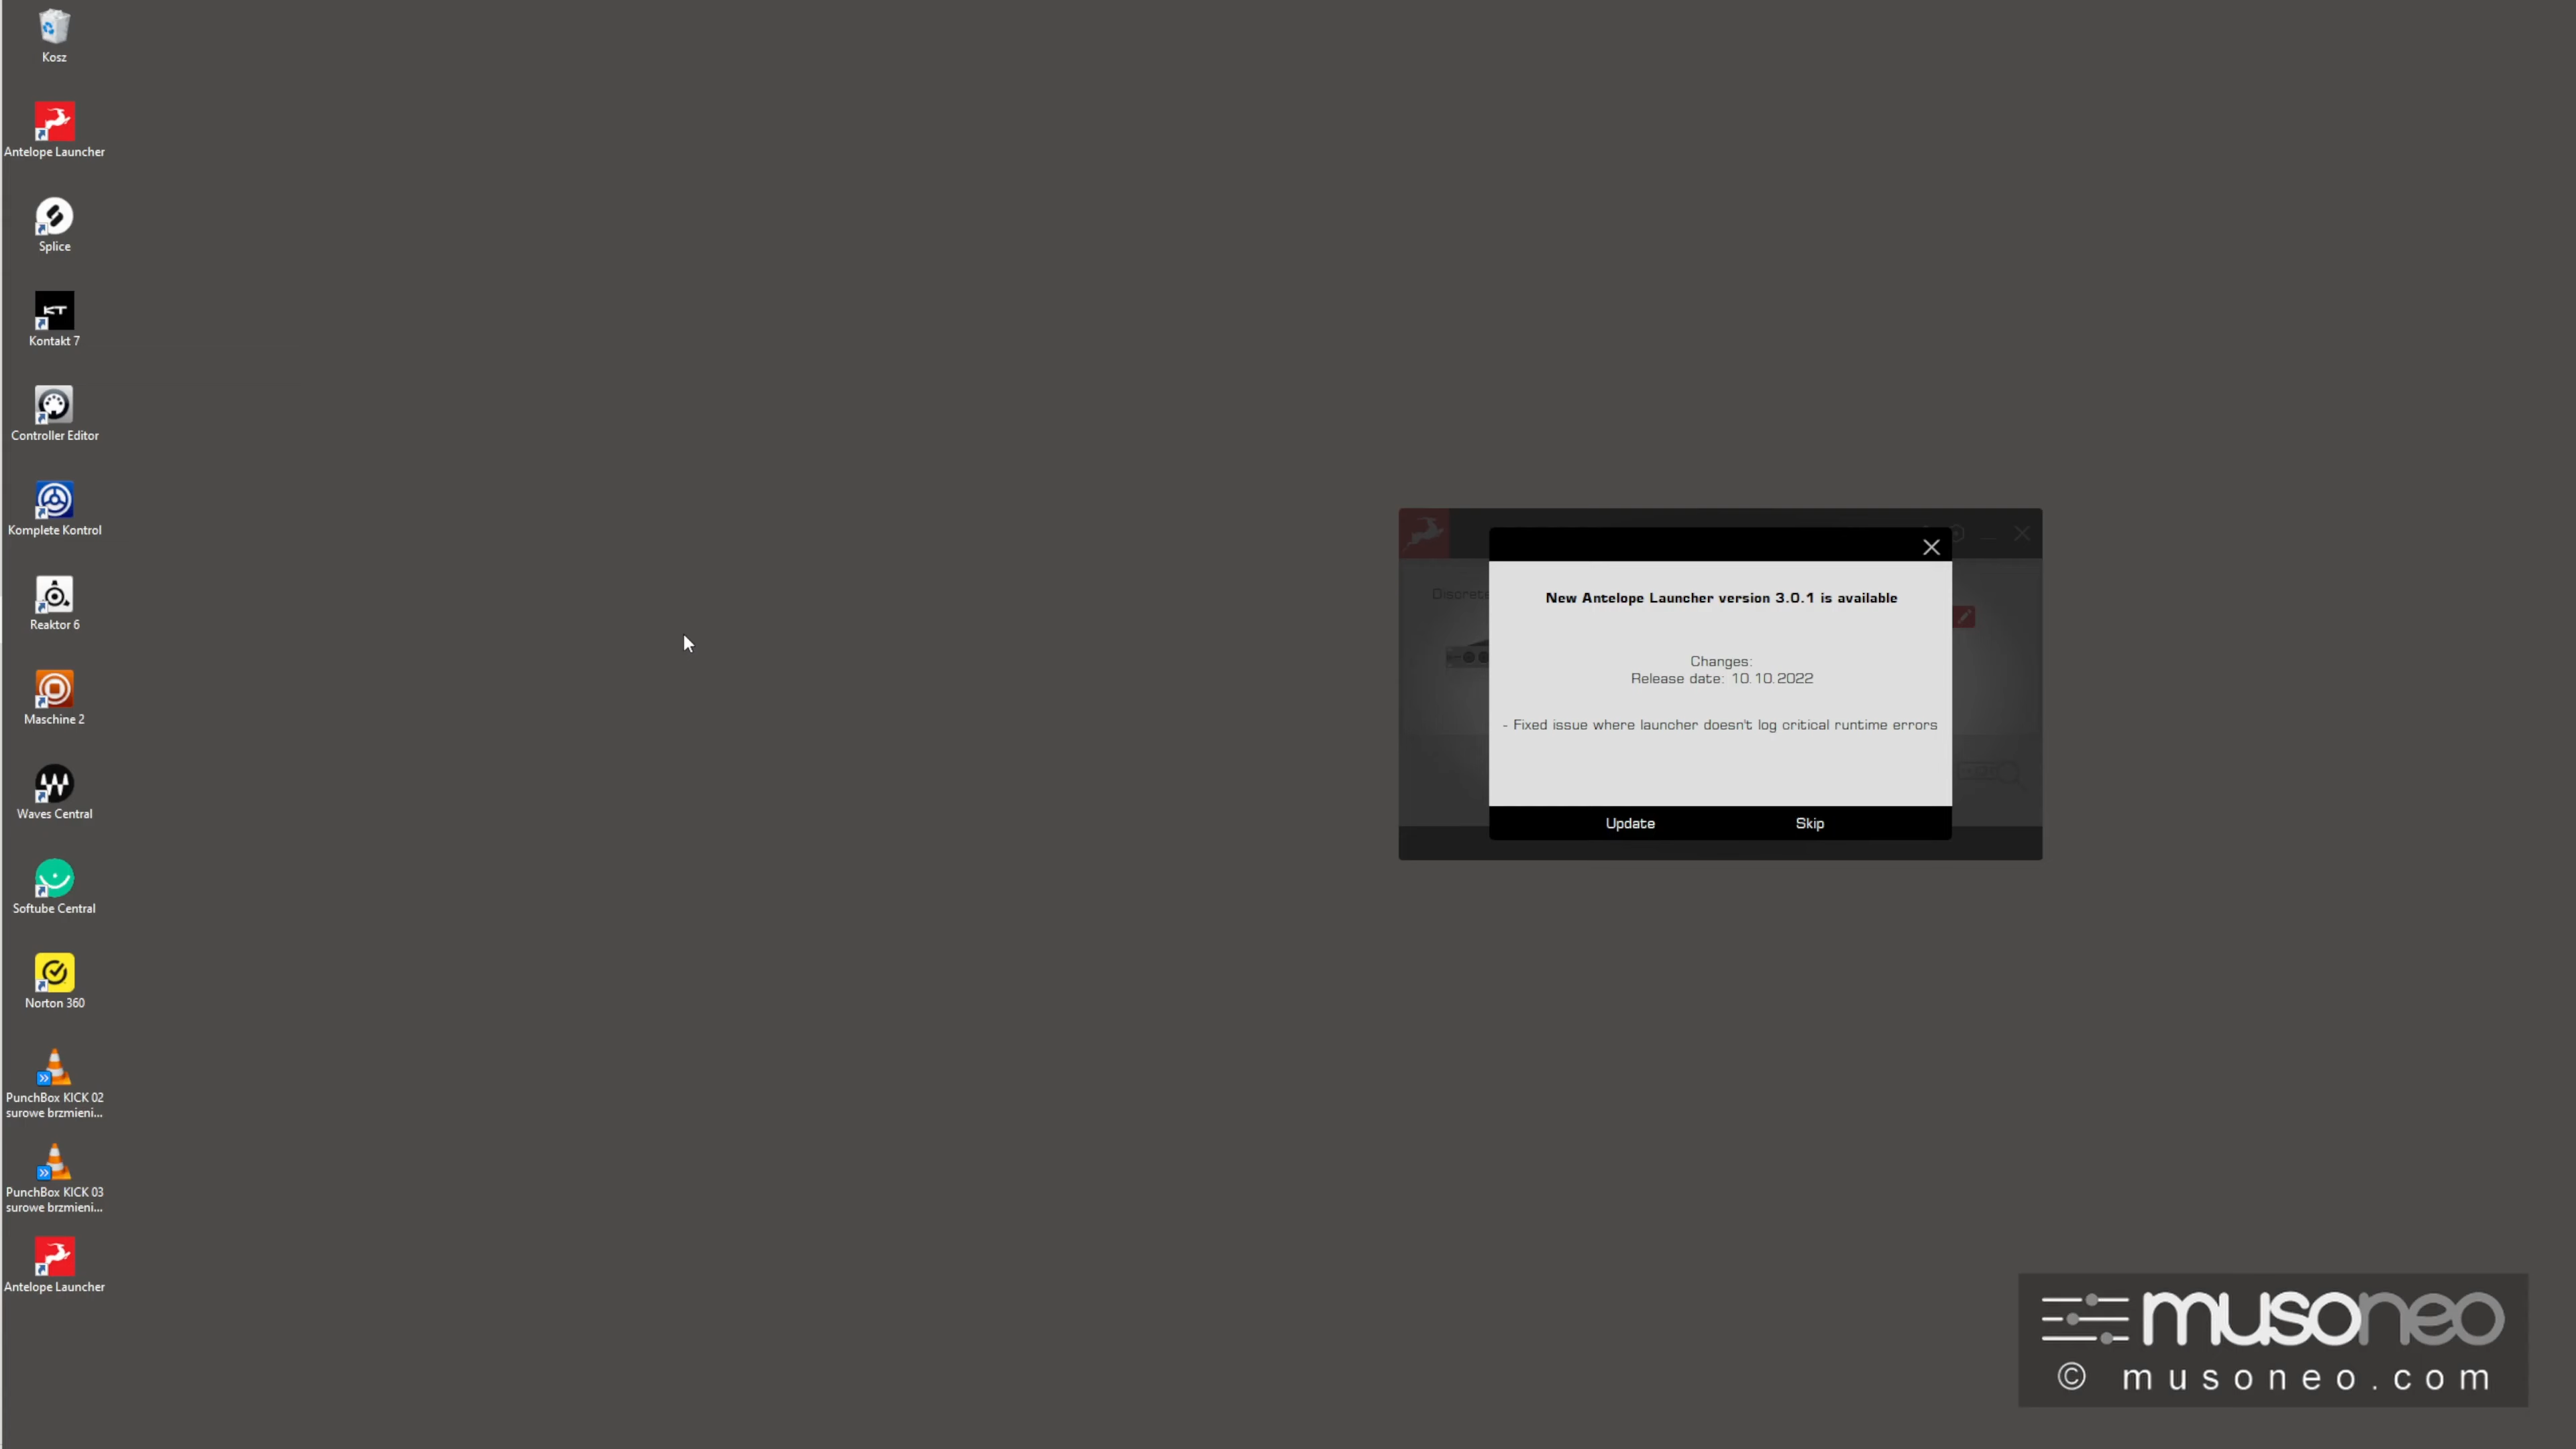 Kosz
Antelope Launcher
Splice
KT
Kontakt 7
Controller Editor
Komplete Kontrol
Reaktor 6
Maschine 2
Waves Central
Softube Central
Norton 360
PunchBox KICK 02
surowe brzmieni...
PunchBox KICK 03
surowe brzmieni...
Antelope Launcher
Discrete
New Antelope Launcher version 3.0.1 is available
Changes:
Release date: 10.10.2022
- Fixed issue where launcher doesn't log critical runtime errors
Update Skip
musoneo
© musoneo.com